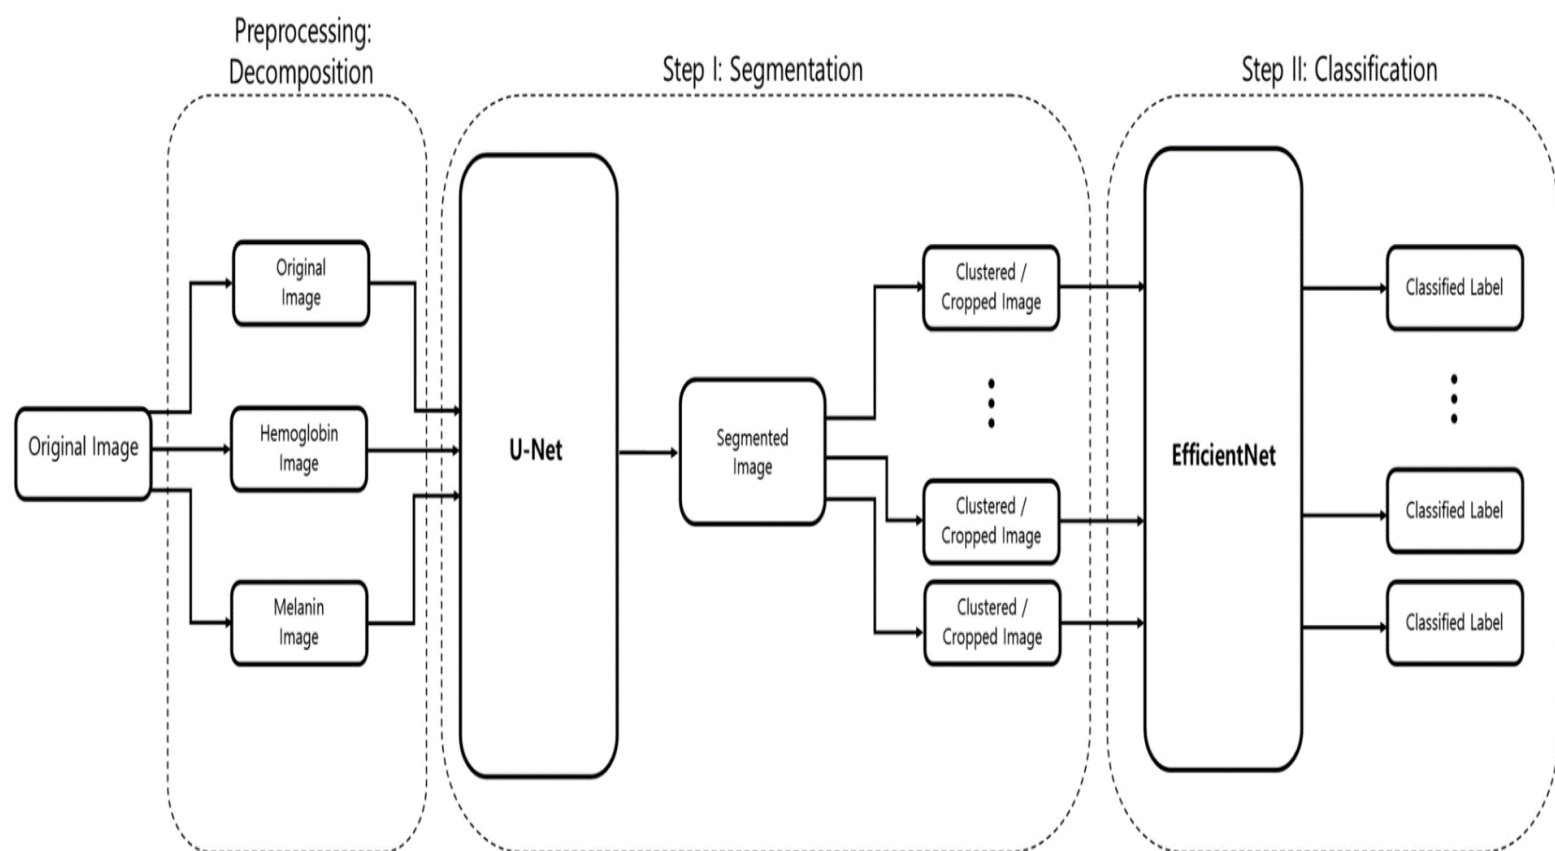 Preprocessing:
Decomposition
Step I: Segmentation
Step II: Classification
Original Image
Original
Image
Hemoglobin
Image
Melanin
Image
U-Net
Segmented
Image
Clustered /
Cropped Image
Clustered /
Cropped Image
Clustered /
Cropped Image
EfficientNet
Classified Label
Classified Label
Classified Label